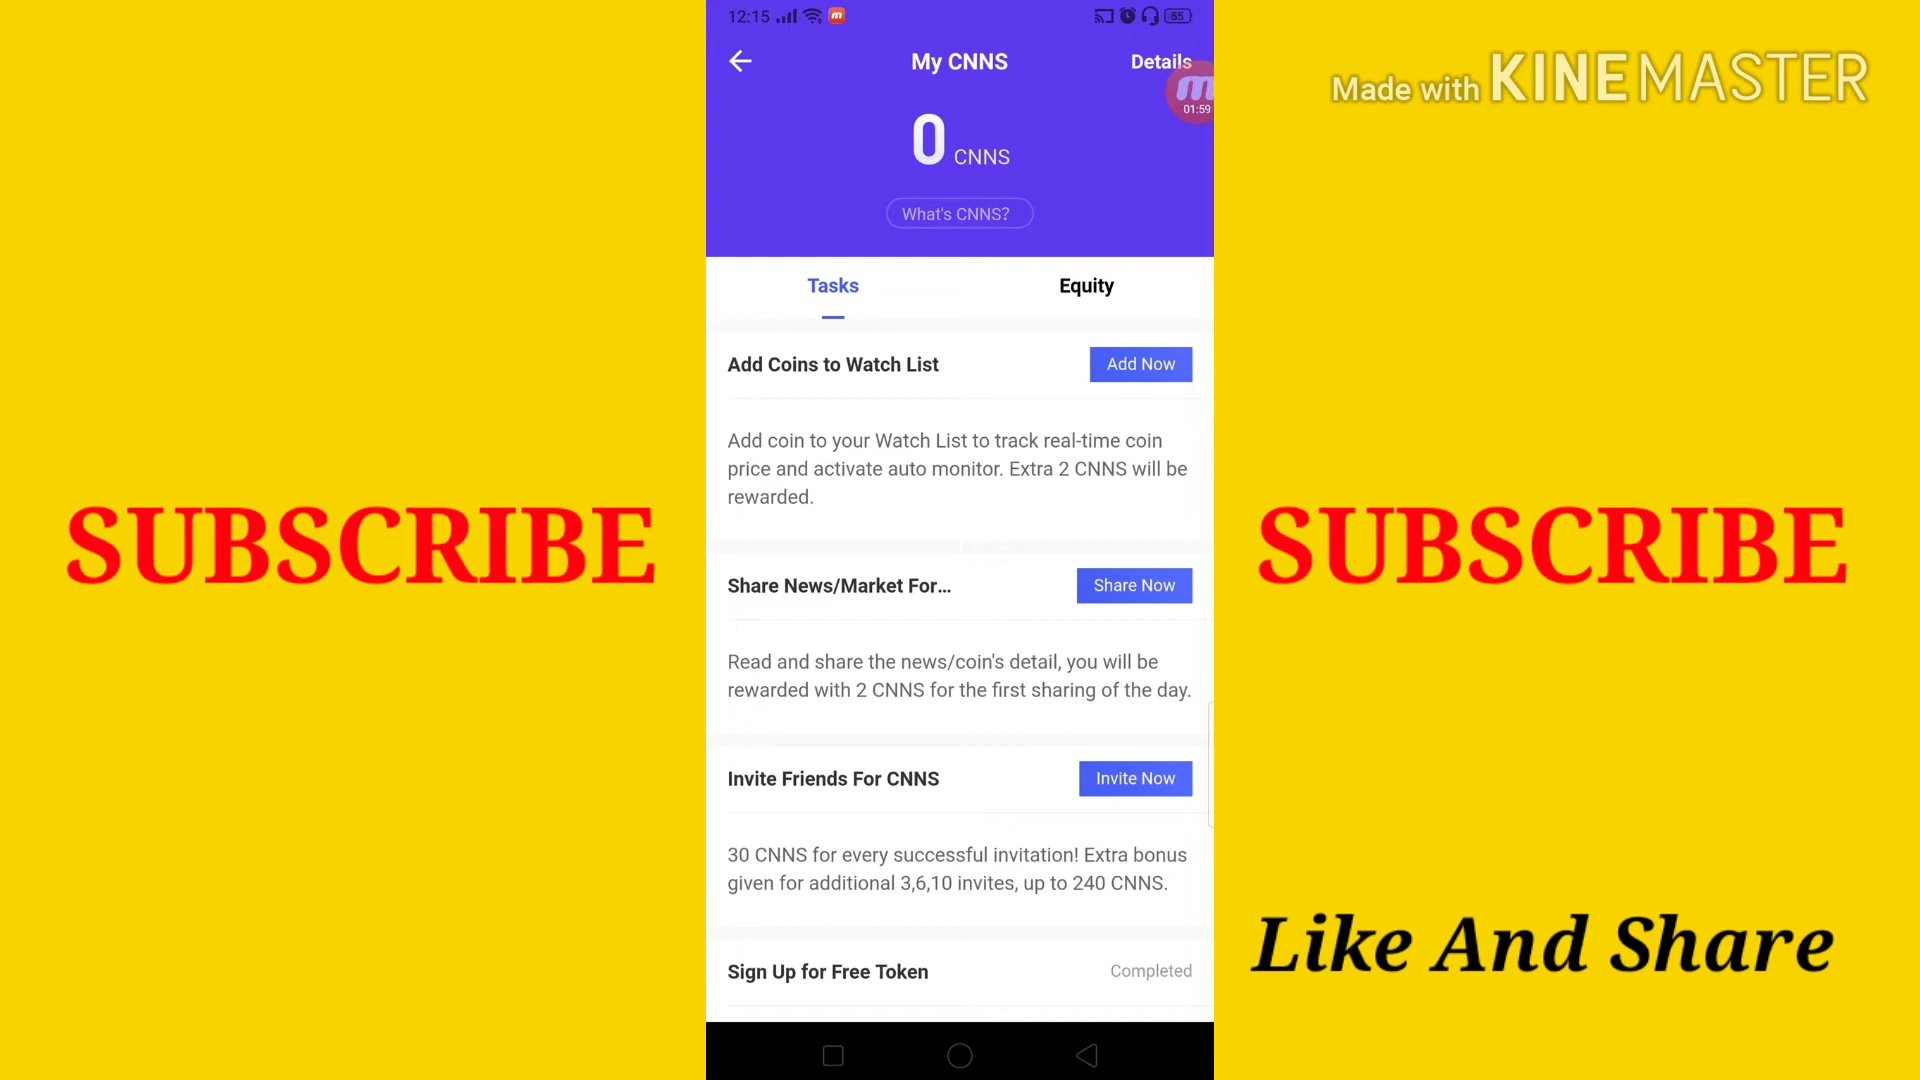 12:15
m
55
My CNNS
Details
m
01:59
Made with KINEMASTER
0 CNNS
What's CNNS?
Tasks
Equity
Add Coins to Watch List
Add Now
Add coin to your Watch List to track real-time coin
price and activate auto monitor. Extra 2 CNNS will be
rewarded.
SUBSCRIBE
SUBSCRIBE
Share News/Market For...
Share Now
Read and share the news/coin's detail, you will be
rewarded with 2 CNNS for the first sharing of the day.
Invite Friends For CNNS
Invite Now
30 CNNS for every successful invitation! Extra bonus
given for additional 3,6,10 invites, up to 240 CNNS.
Like And Share
Sign Up for Free Token
Completed